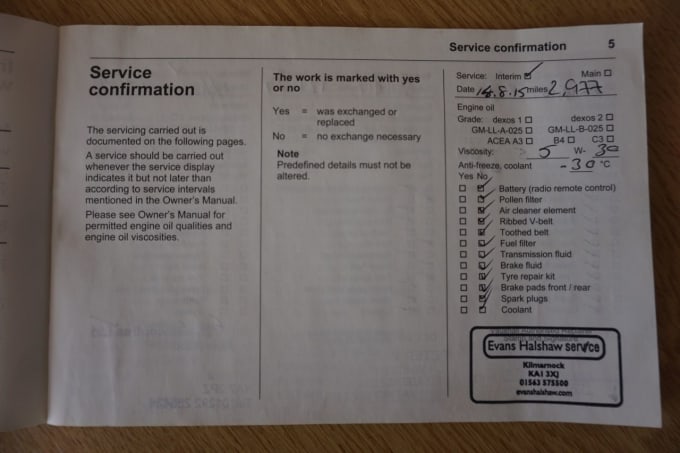 Service confirmation 5
Service
confirmation
The servicing carried out is
documented on the following pages.
A service should be carried out
whenever the service display
indicates it but not later than
according to service intervals
mentioned in the Owner's Manual.
Please see Owner's Manual for
permitted engine oil qualities and
engine oil viscosities.
The work is marked with yes
or no
Yes = was exchanged or
replaced
No = no exchange necessary
Note
Predefined details must not be
altered.
Service: Interim ☑ Main ☐
Date 14.8.15 miles 2,977
Engine oil
Grade: dexos 1 ☐ dexos 2 ☐
GM-LL-A-025 ☐ GM-LL-B-025 ☐
ACEA A3 ☐ B4 ☐ C3 ☐
Viscosity: 5 W- 30
Anti-freeze, coolant -30 °C
Yes No
☐ ☑ Battery (radio remote control)
☐ ☑ Pollen filter
☐ ☑ Air cleaner element
☐ ☑ Ribbed V-belt
☐ ☑ Toothed belt
☐ ☑ Fuel filter
☐ ☑ Transmission fluid
☐ ☑ Brake fluid
☐ ☑ Tyre repair kit
☐ ☑ Brake pads front / rear
☐ ☑ Spark plugs
☐ ☑ Coolant
Evans Halshaw service
Kilmarnock
KA1 3XJ
01563 575500
evanshalshaw.com